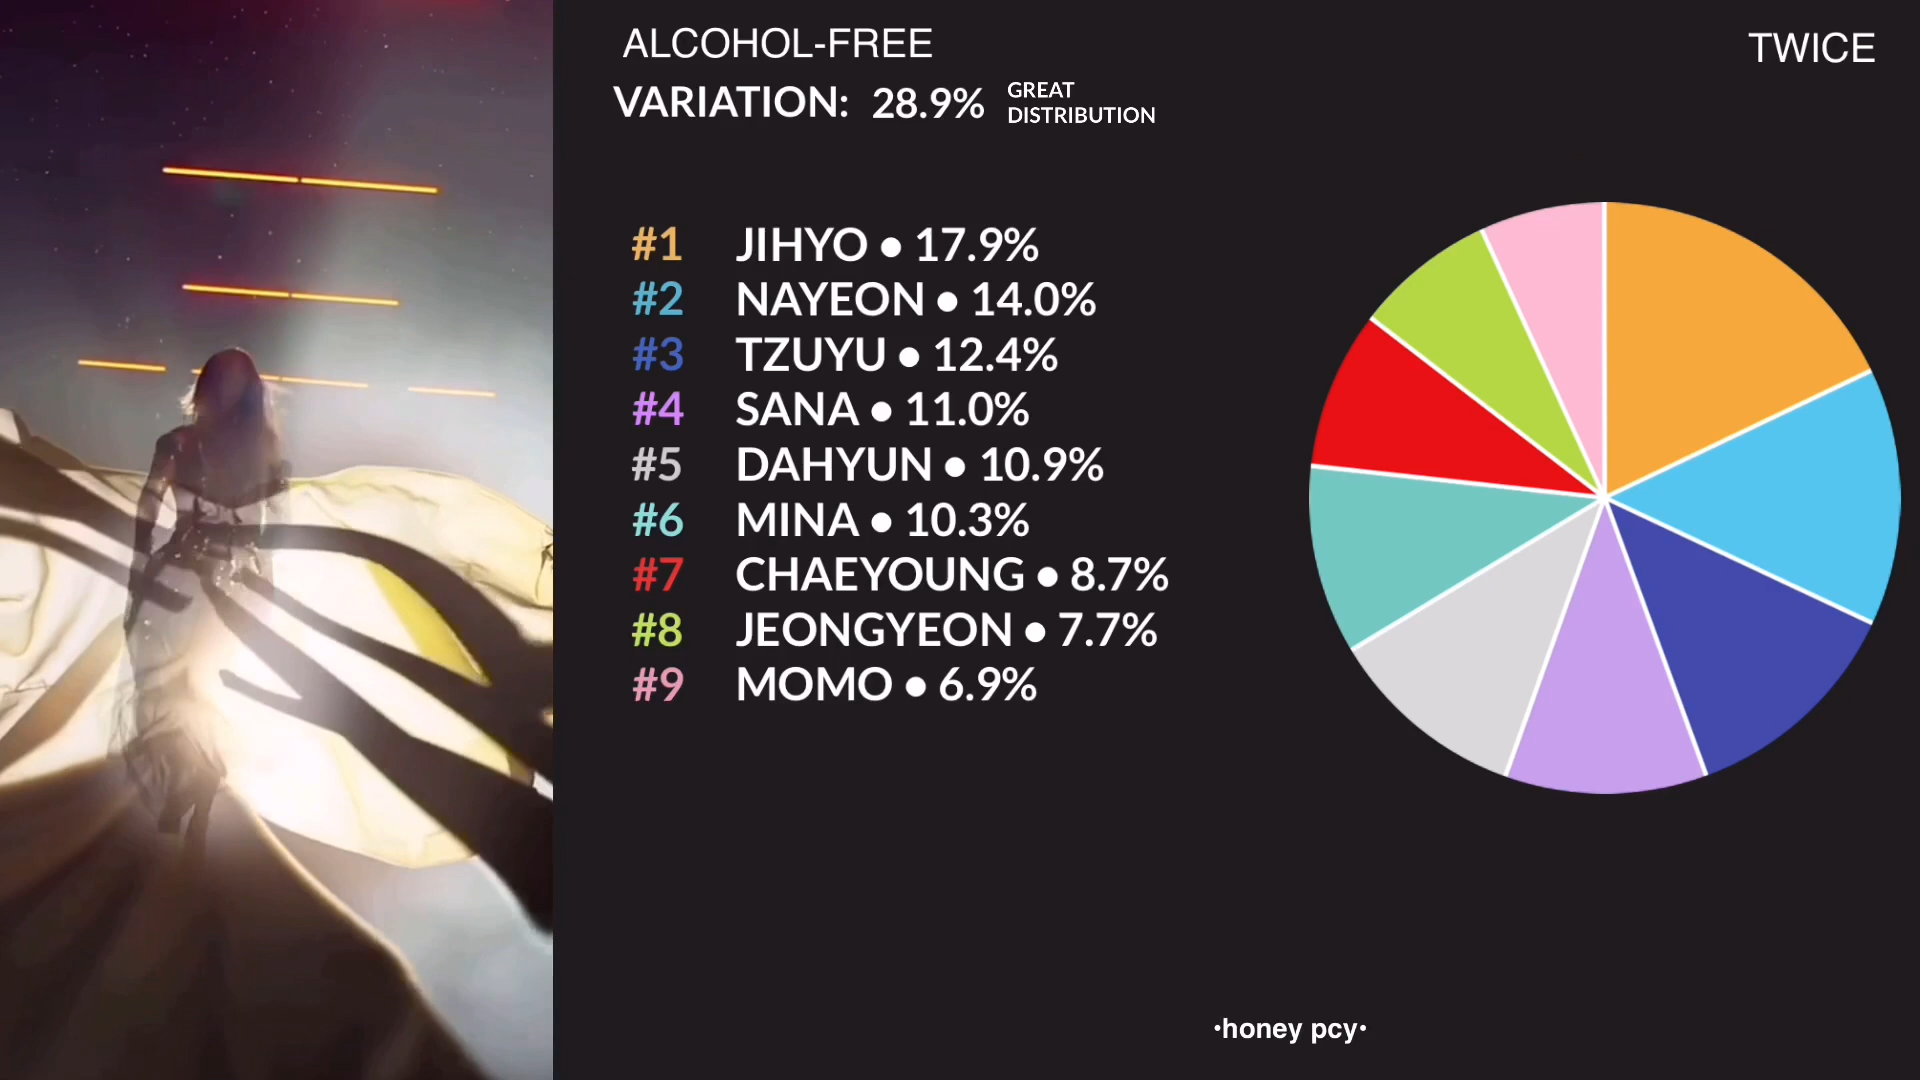 ALCOHOL-FREE
TWICE
VARIATION: 28.9%
GREAT
DISTRIBUTION
#1 JIHYO • 17.9%
#2 NAYEON • 14.0%
#3 TZUYU • 12.4%
#4 SANA • 11.0%
#5 DAHYUN • 10.9%
#6 MINA • 10.3%
#7 CHAEYOUNG • 8.7%
#8 JEONGYEON • 7.7%
#9 MOMO • 6.9%
•honey pcy•